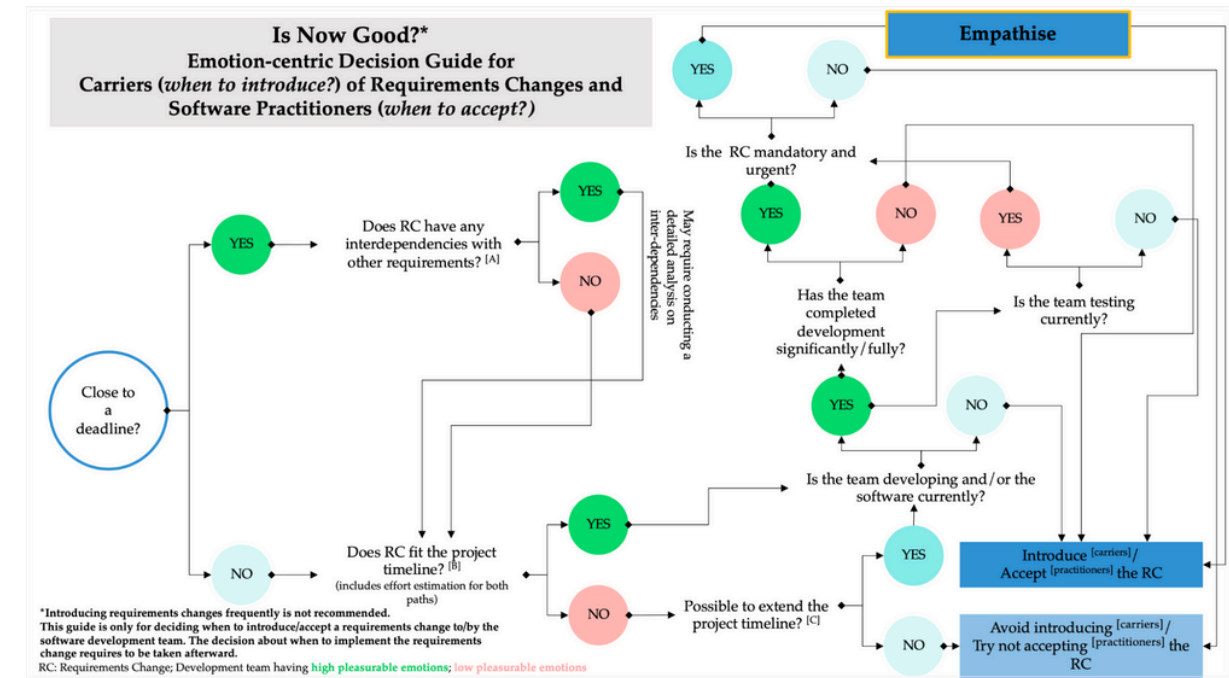 Is Now Good?*
Emotion-centric Decision Guide for
Carriers (when to introduce?) of Requirements Changes and
Software Practitioners (when to accept?)
Empathise
YES
NO
Is the RC mandatory and
urgent?
YES
NO
YES
NO
Has the team
completed
development
significantly/fully?
Is the team testing
currently?
YES
NO
Is the team developing and/or the
software currently?
YES
Does RC have any
interdependencies with
other requirements? [A]
YES
NO
May require conducting a
detailed analysis on
inter-dependencies
Close to
a
deadline?
NO
Does RC fit the project
timeline? [B]
(includes effort estimation for both
paths)
YES
NO
Possible to extend the
project timeline? [C]
YES
NO
Introduce [carriers]/
Accept [practitioners] the RC
Avoid introducing [carriers]/
Try not accepting [practitioners] the
RC
*Introducing requirements changes frequently is not recommended.
This guide is only for deciding when to introduce/accept a requirements change to/by the
software development team. The decision about when to implement the requirements
change requires to be taken afterward.
RC: Requirements Change; Development team having high pleasurable emotions; low pleasurable emotions